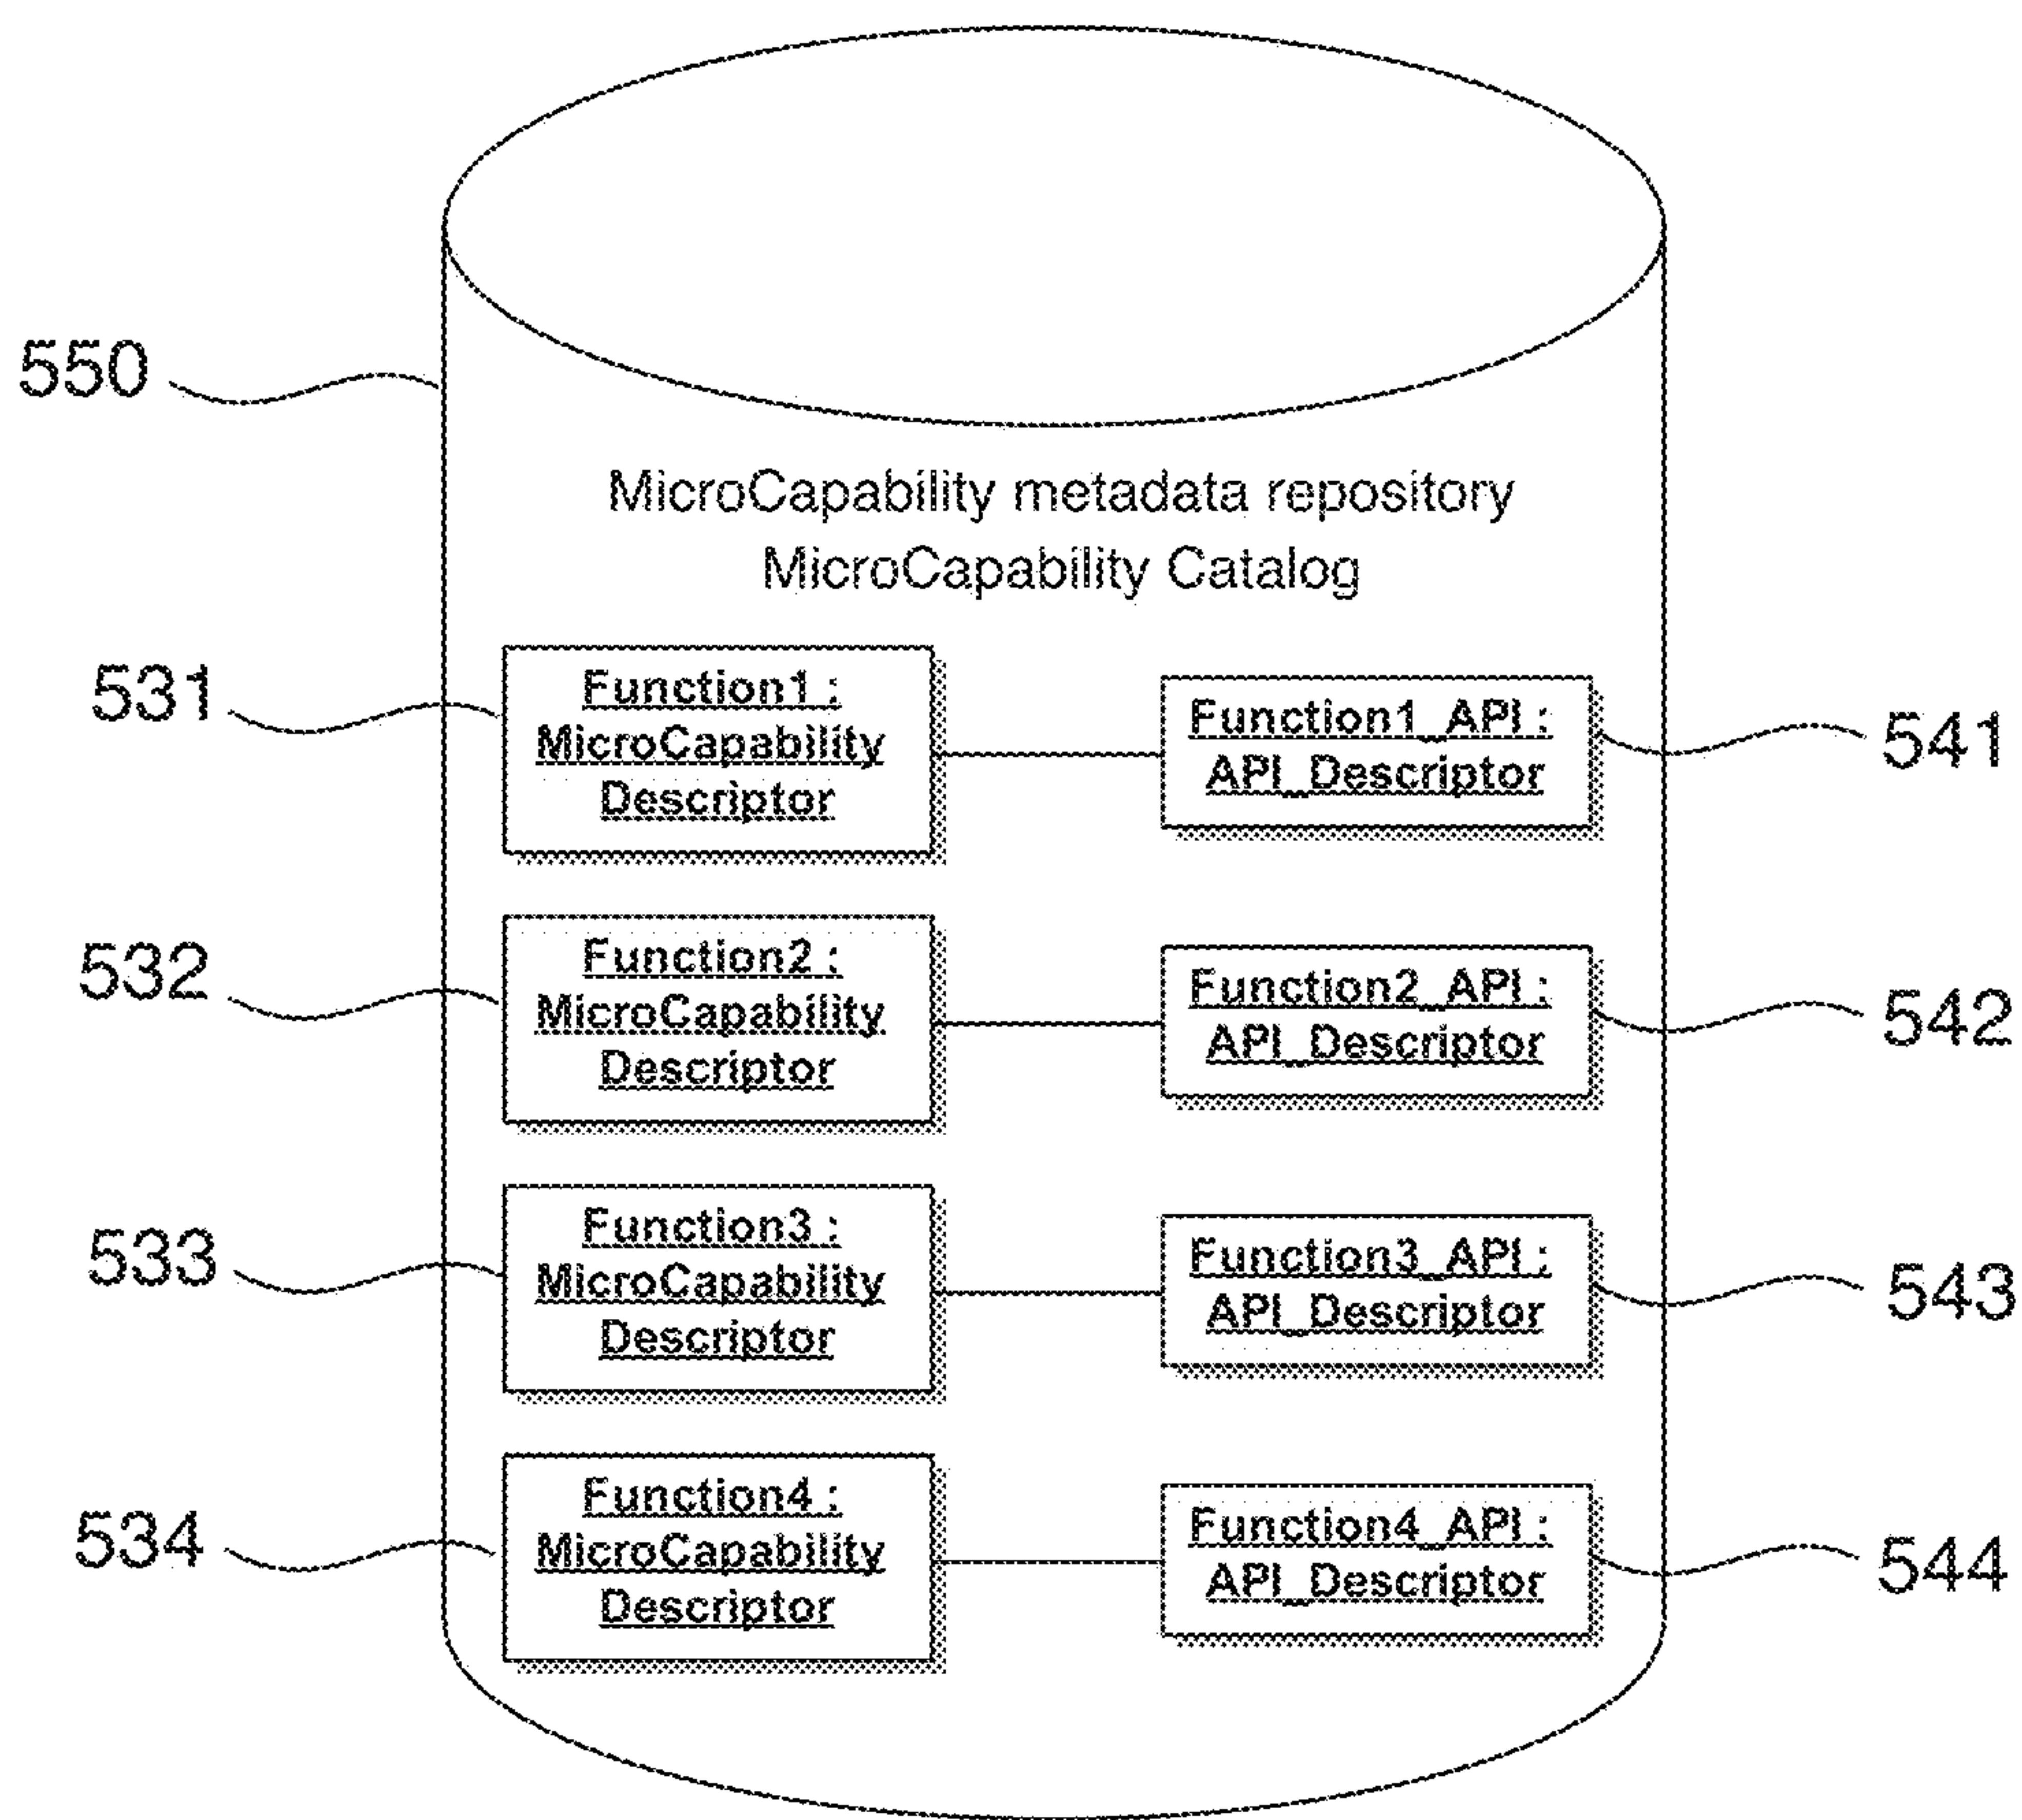 550
MicroCapability metadata repository
MicroCapability Catalog
531
Function1 :
MicroCapability
Descriptor
Function1_API :
API_Descriptor
541
532
Function2 :
MicroCapability
Descriptor
Function2_API :
API_Descriptor
542
533
Function3 :
MicroCapability
Descriptor
Function3_API :
API_Descriptor
543
534
Function4 :
MicroCapability
Descriptor
Function4_API :
API_Descriptor
544